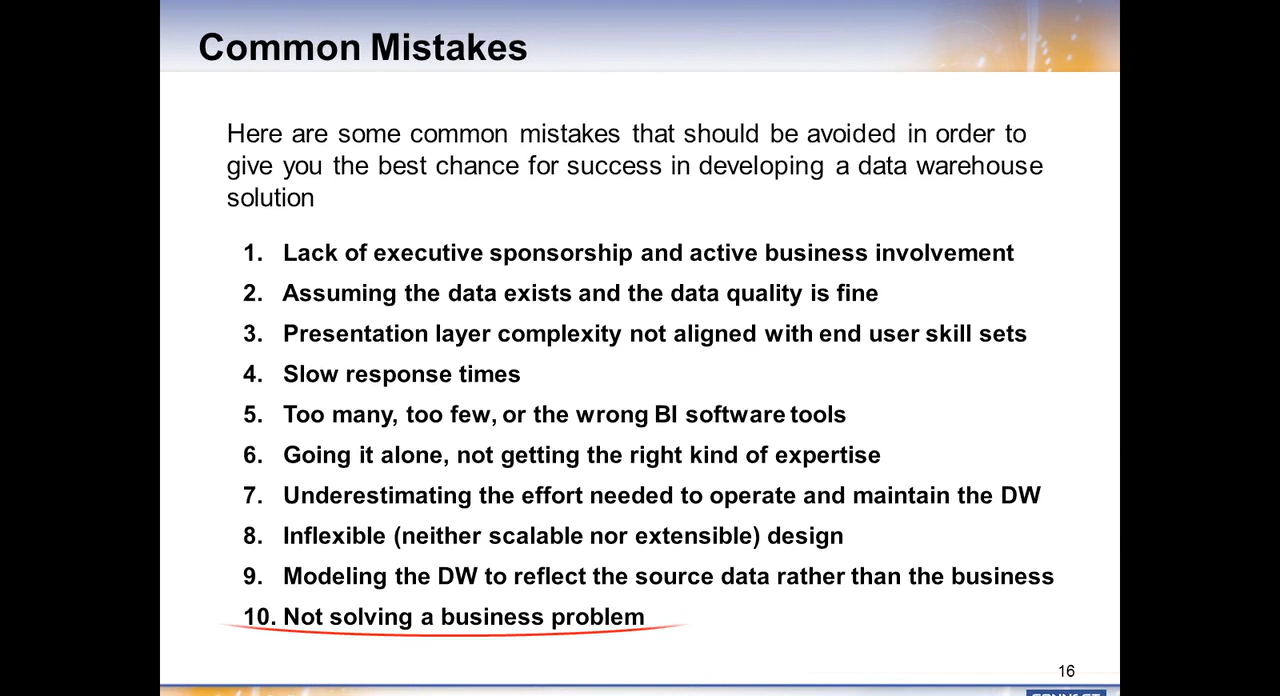 Common Mistakes
Here are some common mistakes that should be avoided in order to
give you the best chance for success in developing a data warehouse
solution
1. Lack of executive sponsorship and active business involvement
2. Assuming the data exists and the data quality is fine
3. Presentation layer complexity not aligned with end user skill sets
4. Slow response times
5. Too many, too few, or the wrong BI software tools
6. Going it alone, not getting the right kind of expertise
7. Underestimating the effort needed to operate and maintain the DW
8. Inflexible (neither scalable nor extensible) design
9. Modeling the DW to reflect the source data rather than the business
10. Not solving a business problem
16